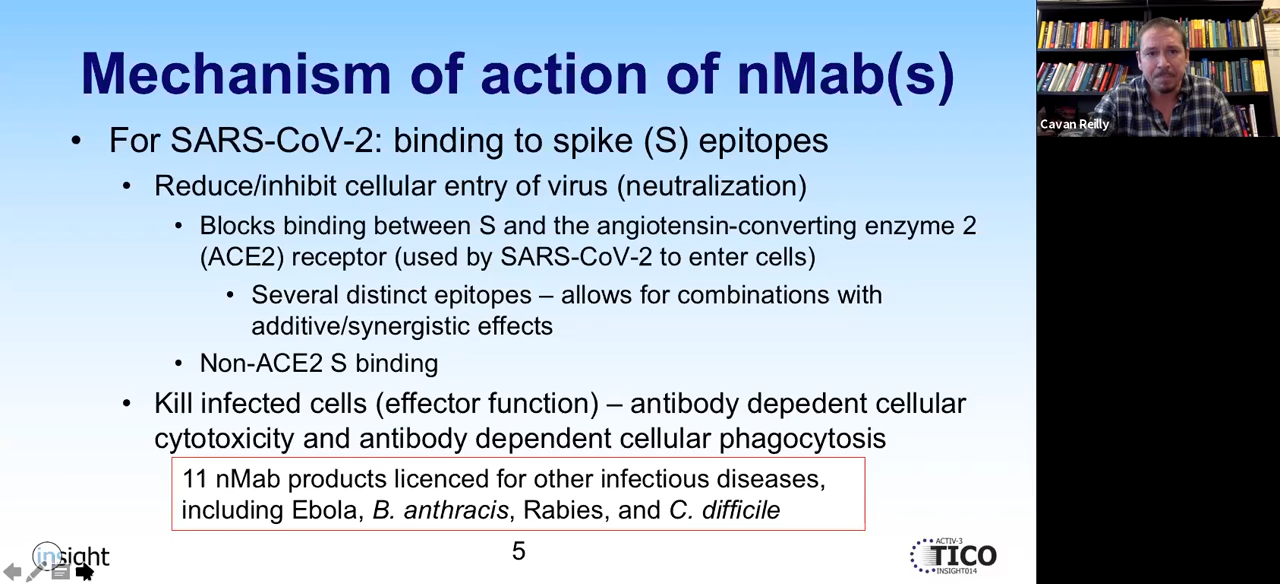 Mechanism of action of nMab(s)
• For SARS-CoV-2: binding to spike (S) epitopes
• Reduce/inhibit cellular entry of virus (neutralization)
• Blocks binding between S and the angiotensin-converting enzyme 2
(ACE2) receptor (used by SARS-CoV-2 to enter cells)
• Several distinct epitopes – allows for combinations with
additive/synergistic effects
• Non-ACE2 S binding
• Kill infected cells (effector function) – antibody depedent cellular
cytotoxicity and antibody dependent cellular phagocytosis
11 nMab products licenced for other infectious diseases,
including Ebola, B. anthracis, Rabies, and C. difficile
insight
5
ACTIV-3
TICO
INSIGHT014
Cavan Reilly